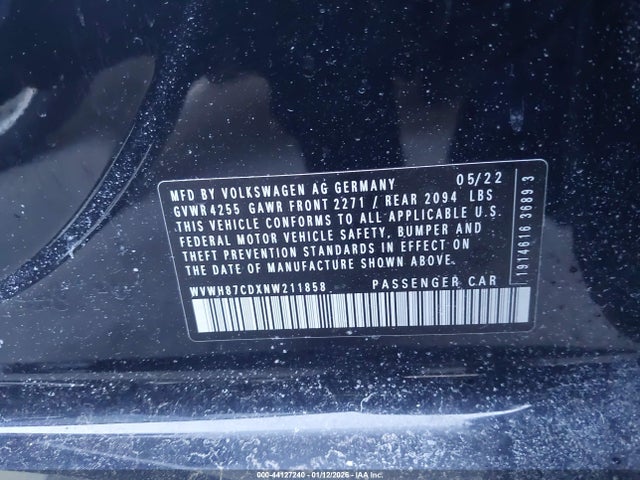 MFD BY VOLKSWAGEN AG GERMANY 05/22
GVWR 4255 GAWR FRONT 2271 / REAR 2094 LBS
THIS VEHICLE CONFORMS TO ALL APPLICABLE U.S.
FEDERAL MOTOR VEHICLE SAFETY, BUMPER AND
THEFT PREVENTION STANDARDS IN EFFECT ON
DATE OF MANUFACTURE SHOWN ABOVE.
WVWH87CDXNW211858 PASSENGER CAR
1914616 3689 3
000-44127240 - 01/12/2026 - IAA Inc.